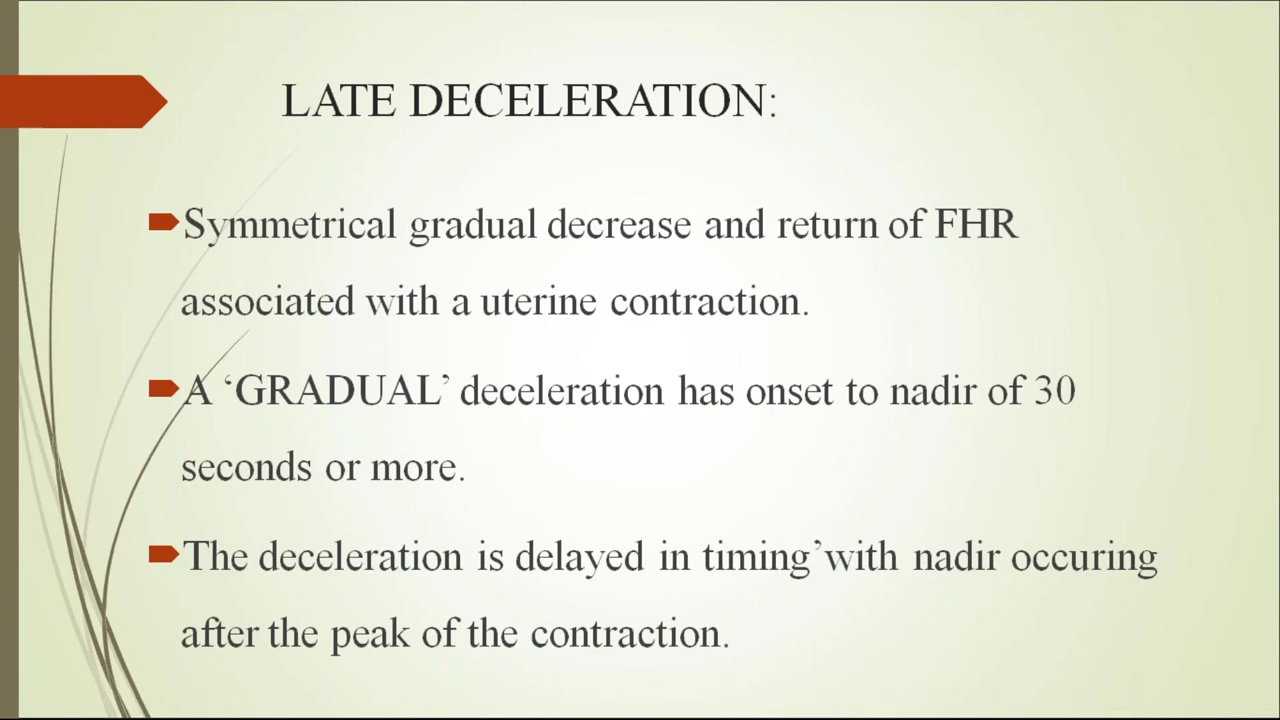 LATE DECELERATION:
Symmetrical gradual decrease and return of FHR
associated with a uterine contraction.
A ‘GRADUAL’ deceleration has onset to nadir of 30
seconds or more.
The deceleration is delayed in timing’with nadir occuring
after the peak of the contraction.